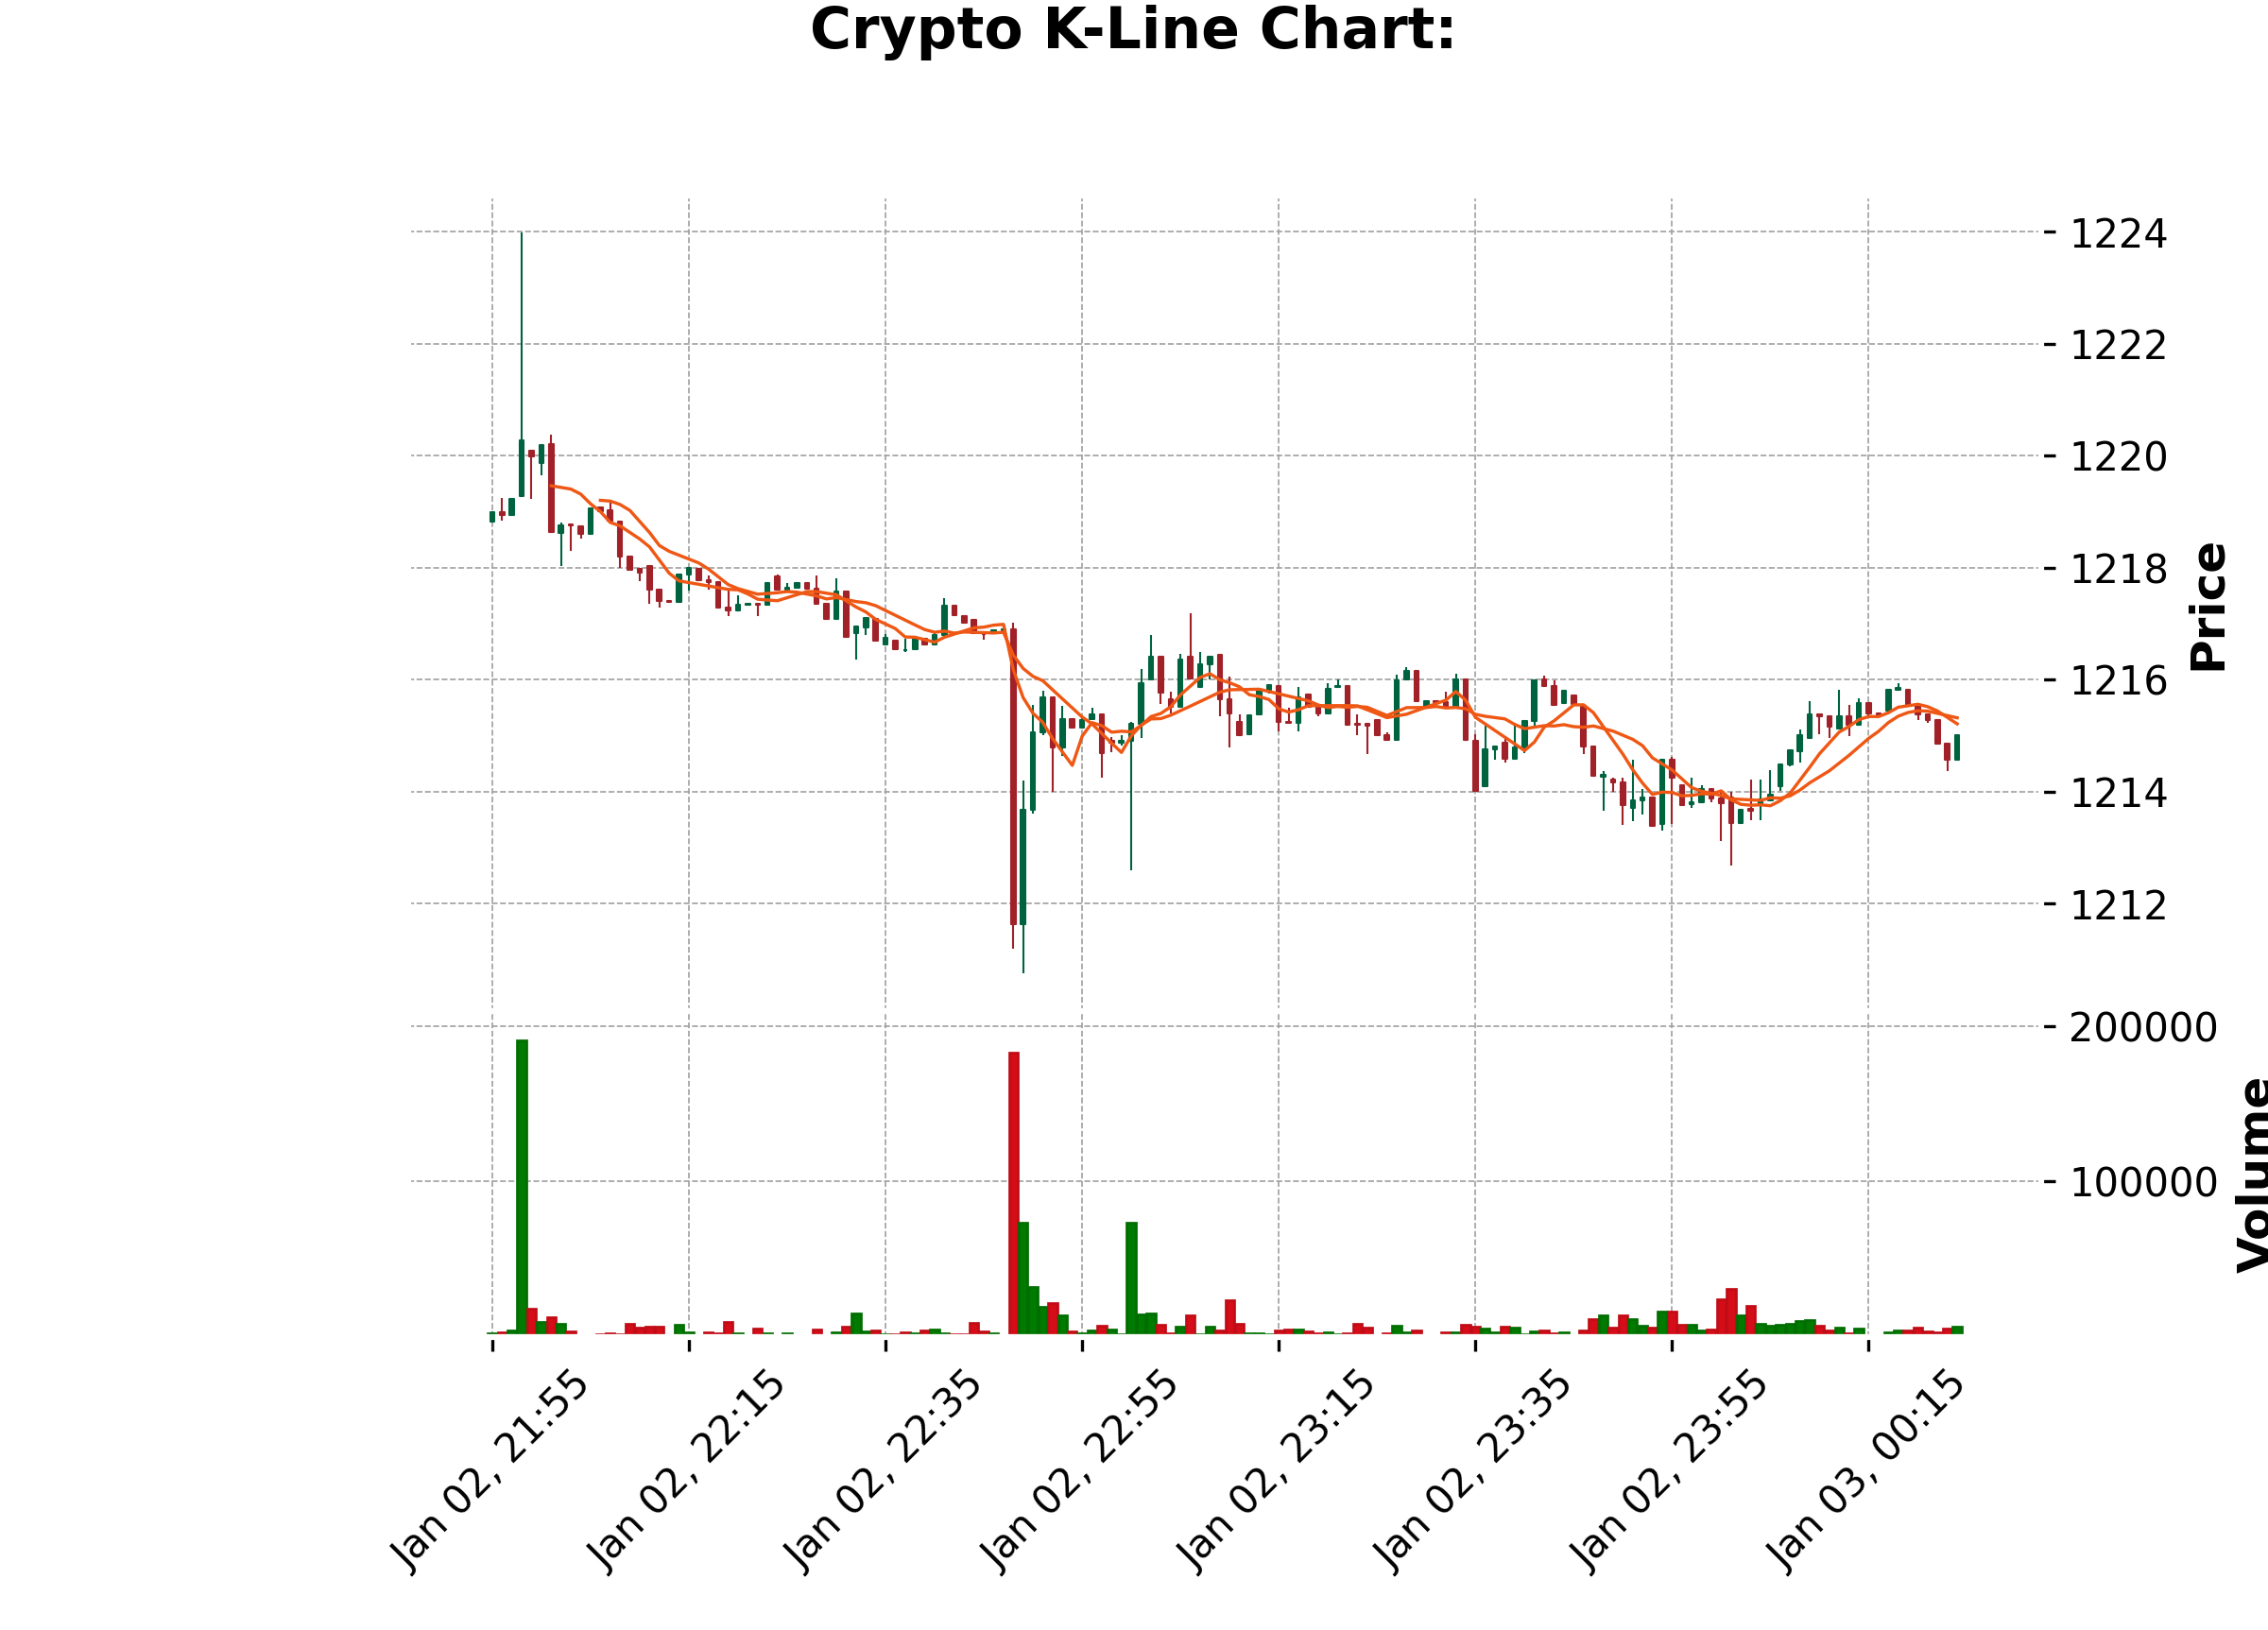 Crypto K-Line Chart:
1224
1222
1220
1218
1216
1214
1212
Price
200000
100000
Volume
Jan 02, 21:55
Jan 02, 22:15
Jan 02, 22:35
Jan 02, 22:55
Jan 02, 23:15
Jan 02, 23:35
Jan 02, 23:55
Jan 03, 00:15